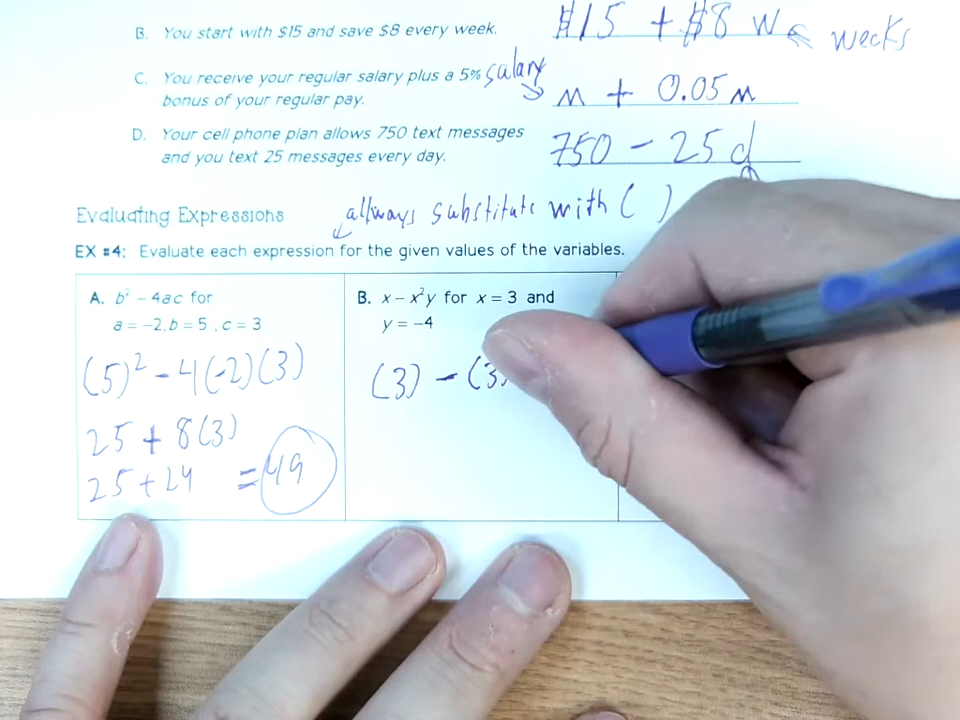 B. You start with $15 and save $8 every week. $15 + $8 W ← weeks
C. You receive your regular salary plus a 5% salary
bonus of your regular pay. m + 0.05 m
D. Your cell phone plan allows 750 text messages
and you text 25 messages every day. 750 - 25 d
Evaluating Expressions allways substitute with ( )
EX #4: Evaluate each expression for the given values of the variables.
A. b² - 4ac for
a = -2, b = 5, c = 3
(5)² - 4(-2)(3)
25 + 8(3)
25 + 24 = 49
B. x - x²y for x = 3 and
y = -4
(3) - (3)